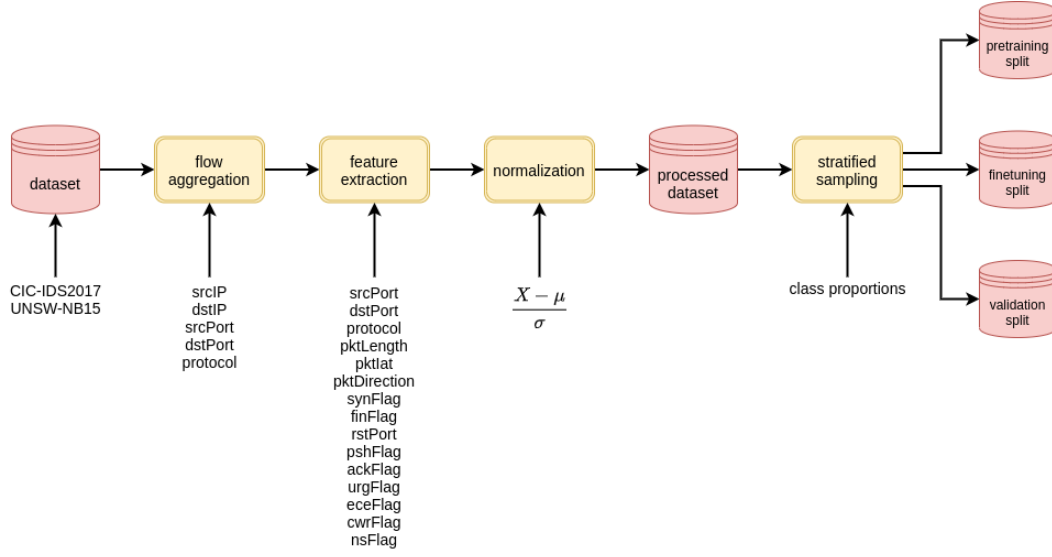 pretraining
split
dataset
flow
aggregation
feature
extraction
normalization
processed
dataset
stratified
sampling
finetuning
split
validation
split
CIC-IDS2017
UNSW-NB15
srcIP
dstIP
srcPort
dstPort
protocol
srcPort
dstPort
protocol
pktLength
pktIat
pktDirection
synFlag
finFlag
rstPort
pshFlag
ackFlag
urgFlag
eceFlag
cwrFlag
nsFlag
X − μ
σ
class proportions